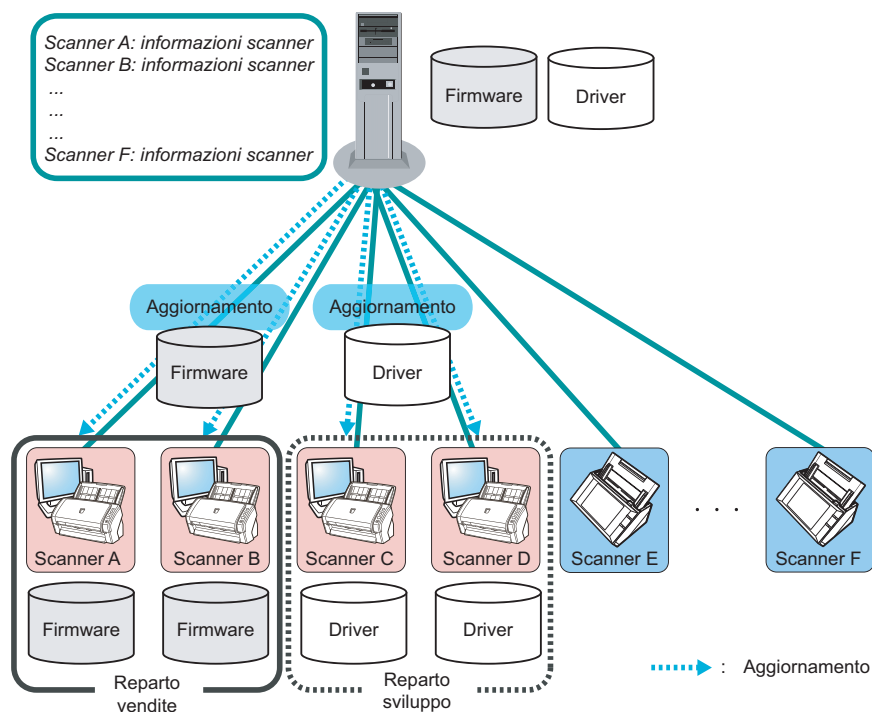 Scanner A: informazioni scanner
Scanner B: informazioni scanner
...
...
...
Scanner F: informazioni scanner
Firmware
Driver
Aggiornamento
Aggiornamento
Firmware
Driver
Scanner A
Scanner B
Scanner C
Scanner D
Scanner E
. . .
Scanner F
Firmware
Firmware
Driver
Driver
Reparto
vendite
Reparto
sviluppo
: Aggiornamento